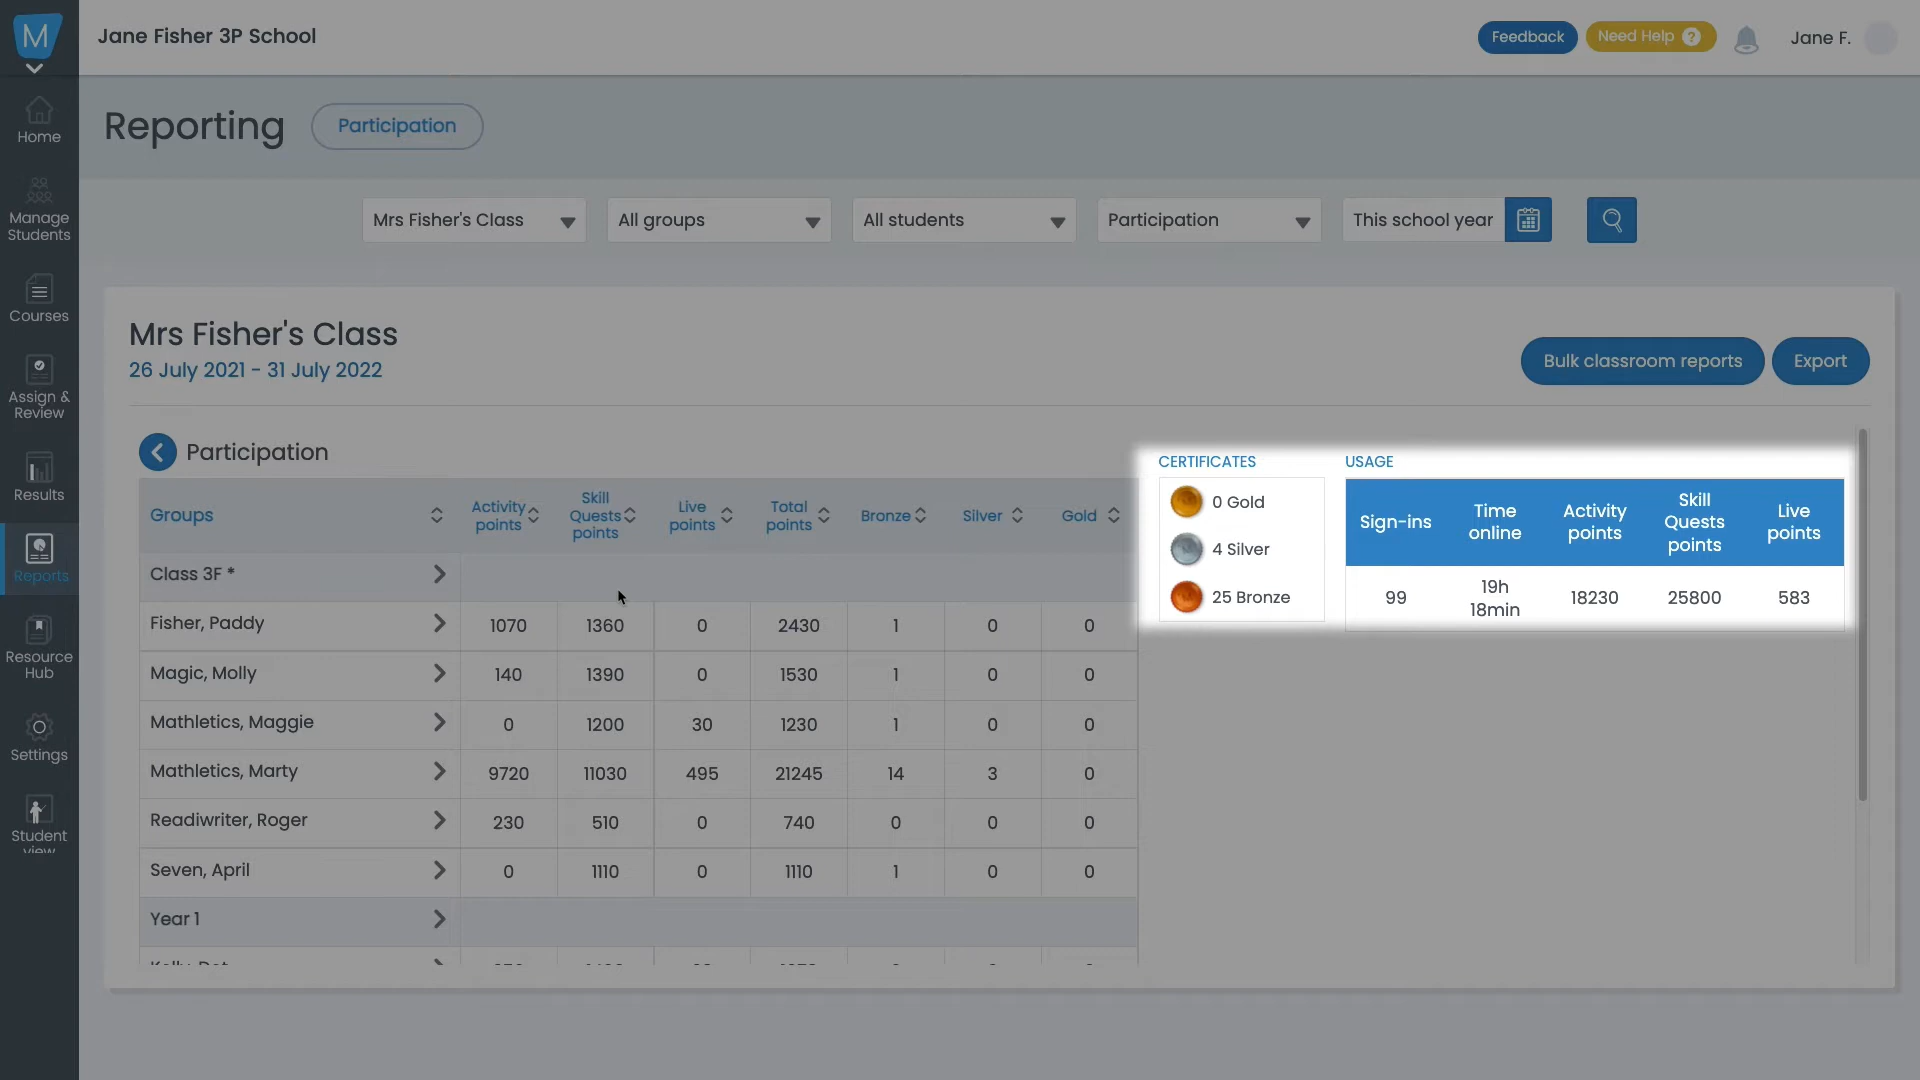 M
Jane Fisher 3P School
Feedback
Need Help ?
Jane F.
Home
Manage
Students
Courses
Assign &
Review
Results
Reports
Resource
Hub
Settings
Student
view
Reporting
Participation
Mrs Fisher's Class
All groups
All students
Participation
This school year
Mrs Fisher's Class
26 July 2021 - 31 July 2022
Bulk classroom reports
Export
Participation
Groups Activity points Skill Quests points Live points Total points Bronze Silver Gold
Class 3F *
Fisher, Paddy 1070 1360 0 2430 1 0 0
Magic, Molly 140 1390 0 1530 1 0 0
Mathletics, Maggie 0 1200 30 1230 1 0 0
Mathletics, Marty 9720 11030 495 21245 14 3 0
Readiwriter, Roger 230 510 0 740 0 0 0
Seven, April 0 1110 0 1110 1 0 0
Year 1
CERTIFICATES
0 Gold
4 Silver
25 Bronze
USAGE
Sign-ins Time online Activity points Skill Quests points Live points
99 19h 18min 18230 25800 583